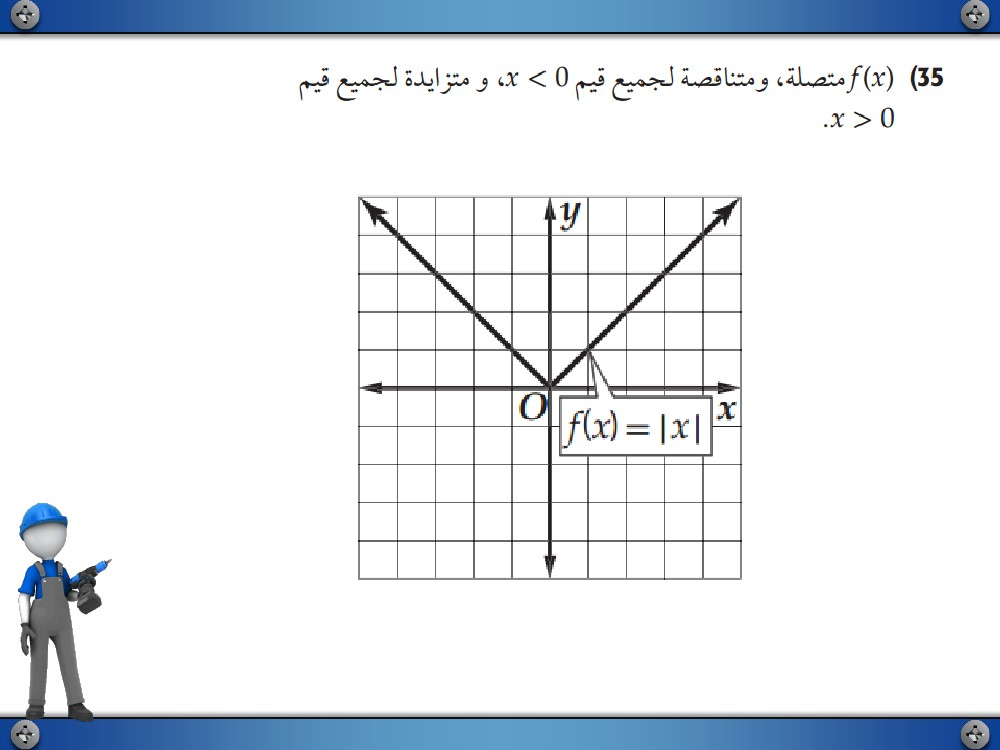 (35 f(x) متصلة، ومتناقصة لجميع قيم x < 0، و متزايدة لجميع قيم
x > 0.
y
O
x
f(x) = |x|